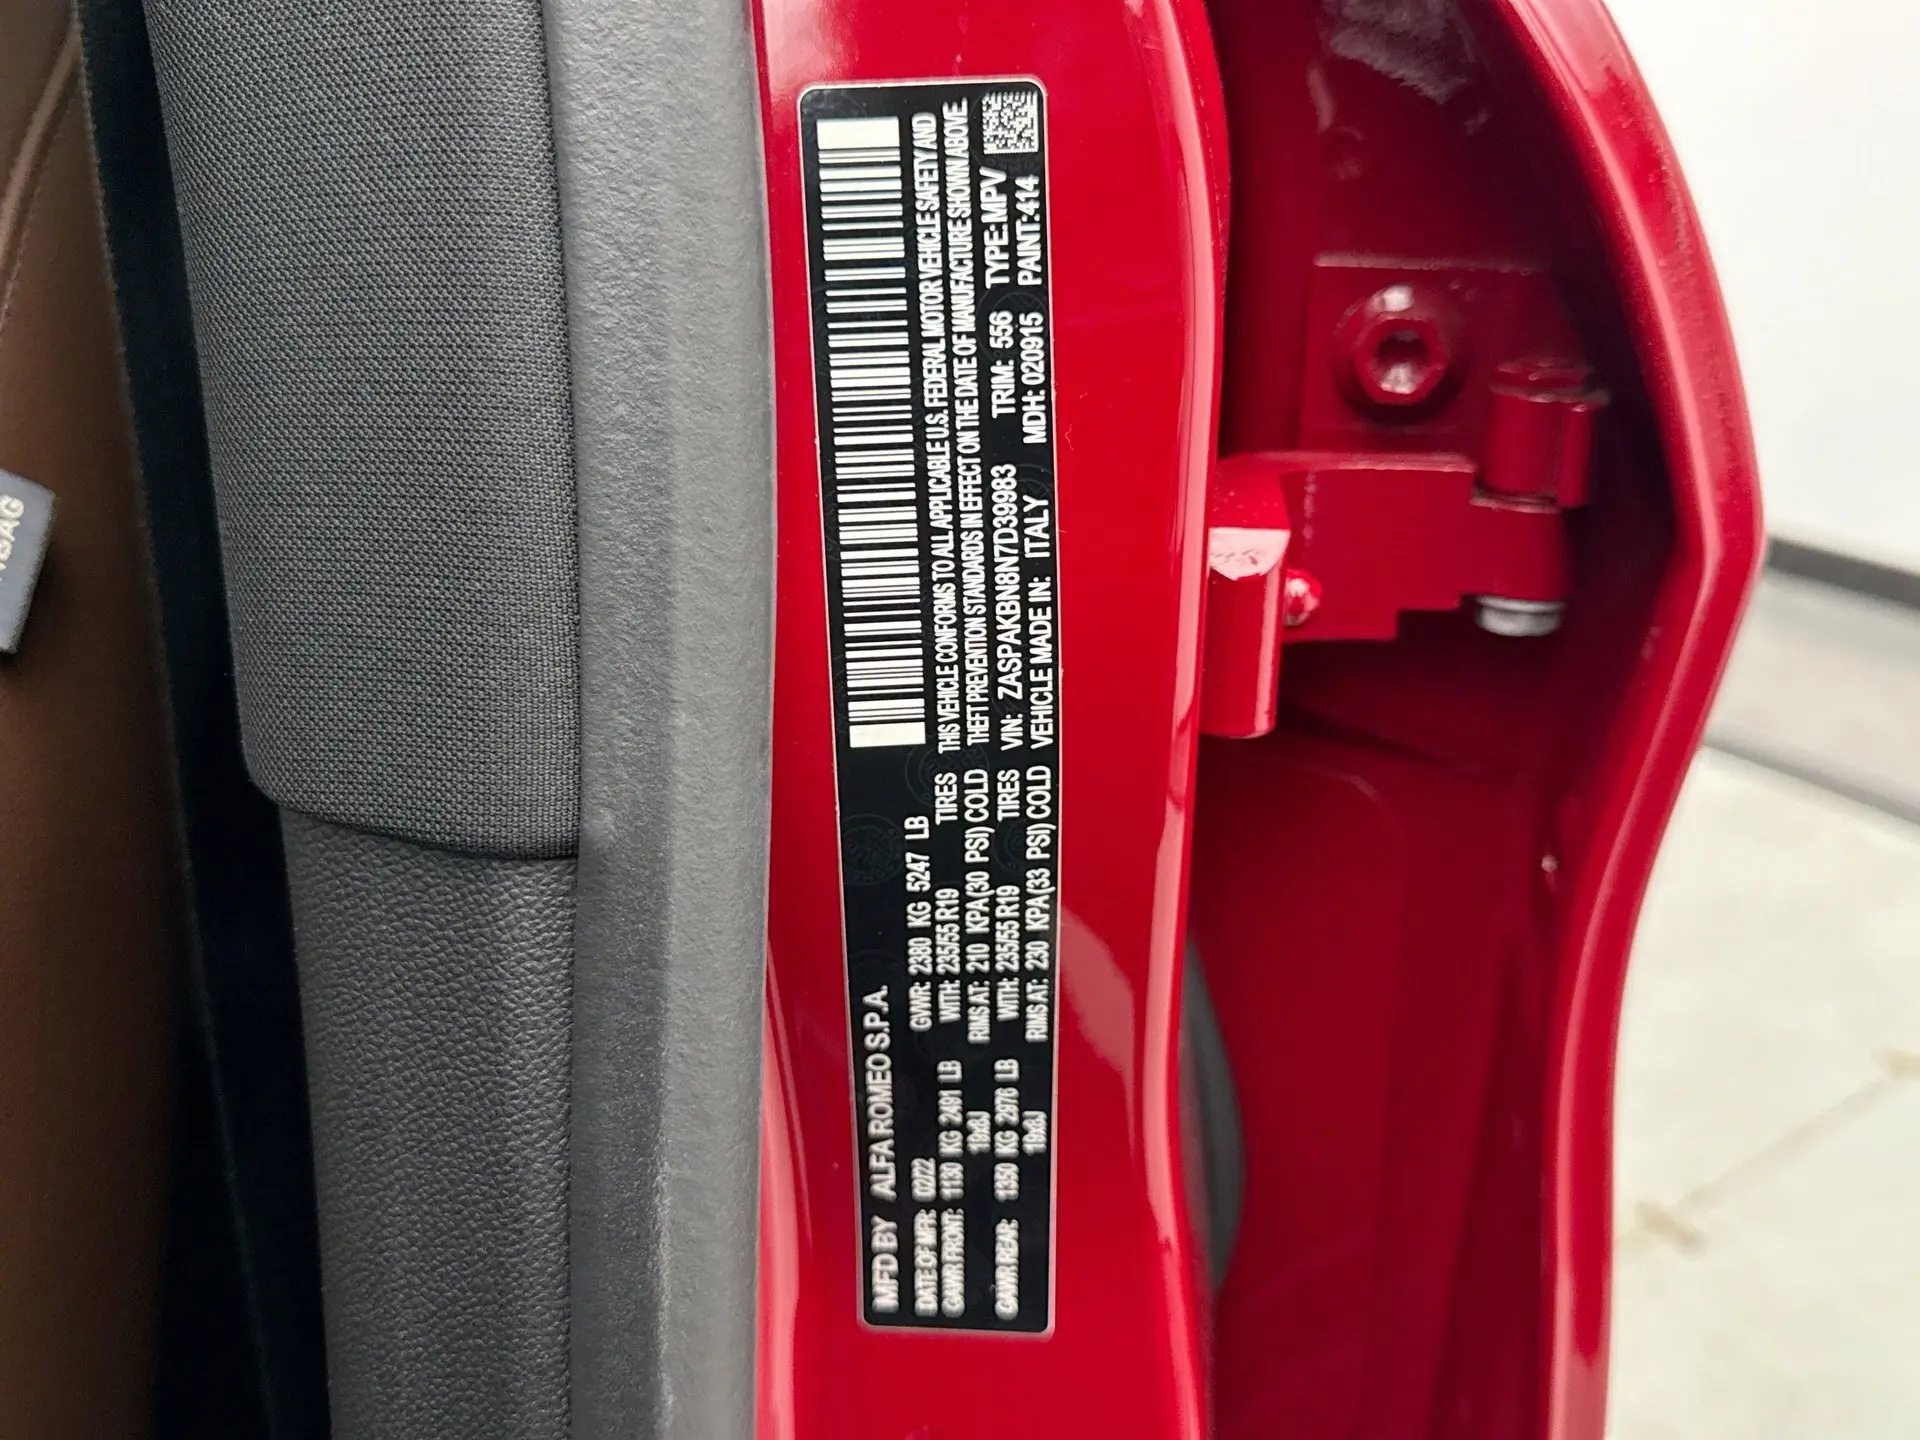 MFD BY ALFA ROMEO S.P.A.
DATE OF MFR: 02/22 GVWR: 2380 KG 5247 LB
GAWR FRONT: 1130 KG 2491 LB WITH: 235/55 R19 TIRES
19x8J RIMS AT: 210 KPA(30 PSI) COLD
GAWR REAR: 1350 KG 2976 LB WITH: 235/55 R19 TIRES
19x8J RIMS AT: 230 KPA(33 PSI) COLD
THIS VEHICLE CONFORMS TO ALL APPLICABLE U.S. FEDERAL MOTOR VEHICLE SAFETY AND
THEFT PREVENTION STANDARDS IN EFFECT ON THE DATE OF MANUFACTURE SHOWN ABOVE.
VIN: ZASPAKBN8N7D39983 TRIM: 556 TYPE:MPV
VEHICLE MADE IN: ITALY MDH: 020915 PAINT:414